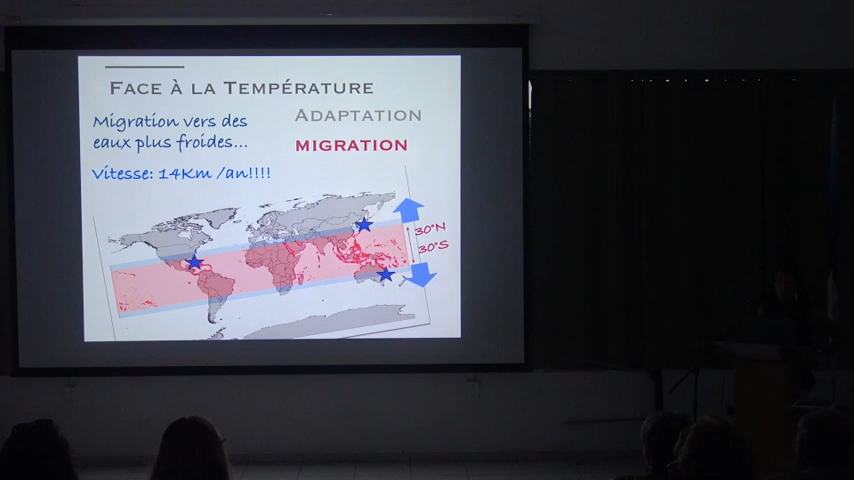 Face à la Température
Migration vers des
eaux plus froides...
Adaptation
MIGRATION
Vitesse: 14Km /an!!!!
30°N
30°S